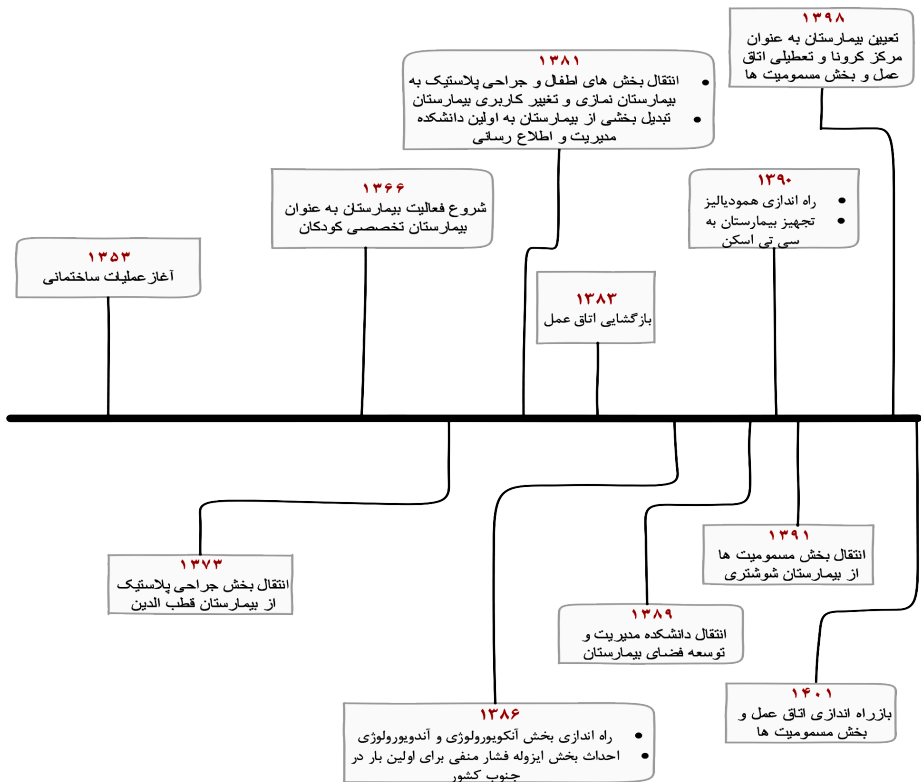 ۱۳۹۸
تعیین بیمارستان به عنوان
مرکز کرونا و تعطیلی اتاق
عمل و بخش مسمومیت ها
۱۳۸۱
• انتقال بخش های اطفال و جراحی پلاستیک به
بیمارستان نمازی و تغییر کاربری بیمارستان
• تبدیل بخشی از بیمارستان به اولین دانشکده
مدیریت و اطلاع رسانی
۱۳۹۰
• راه اندازی همودیالیز
• تجهیز بیمارستان به
سی تی اسکن
۱۳۶۶
شروع فعالیت بیمارستان به عنوان
بیمارستان تخصصی کودکان
۱۳۵۳
آغازعملیات ساختمانی
۱۳۸۳
بازگشایی اتاق عمل
۱۳۹۱
انتقال بخش مسمومیت ها
از بیمارستان شوشتری
۱۳۷۳
انتقال بخش جراحی پلاستیک
از بیمارستان قطب الدین
۱۳۸۹
انتقال دانشکده مدیریت و
توسعه فضای بیمارستان
۱۴۰۱
بازراه اندازی اتاق عمل و
بخش مسمومیت ها
۱۳۸۶
• راه اندازی بخش آنکویورولوژی و آندویورولوژی
• احداث بخش ایزوله فشار منفی برای اولین بار در
جنوب کشور